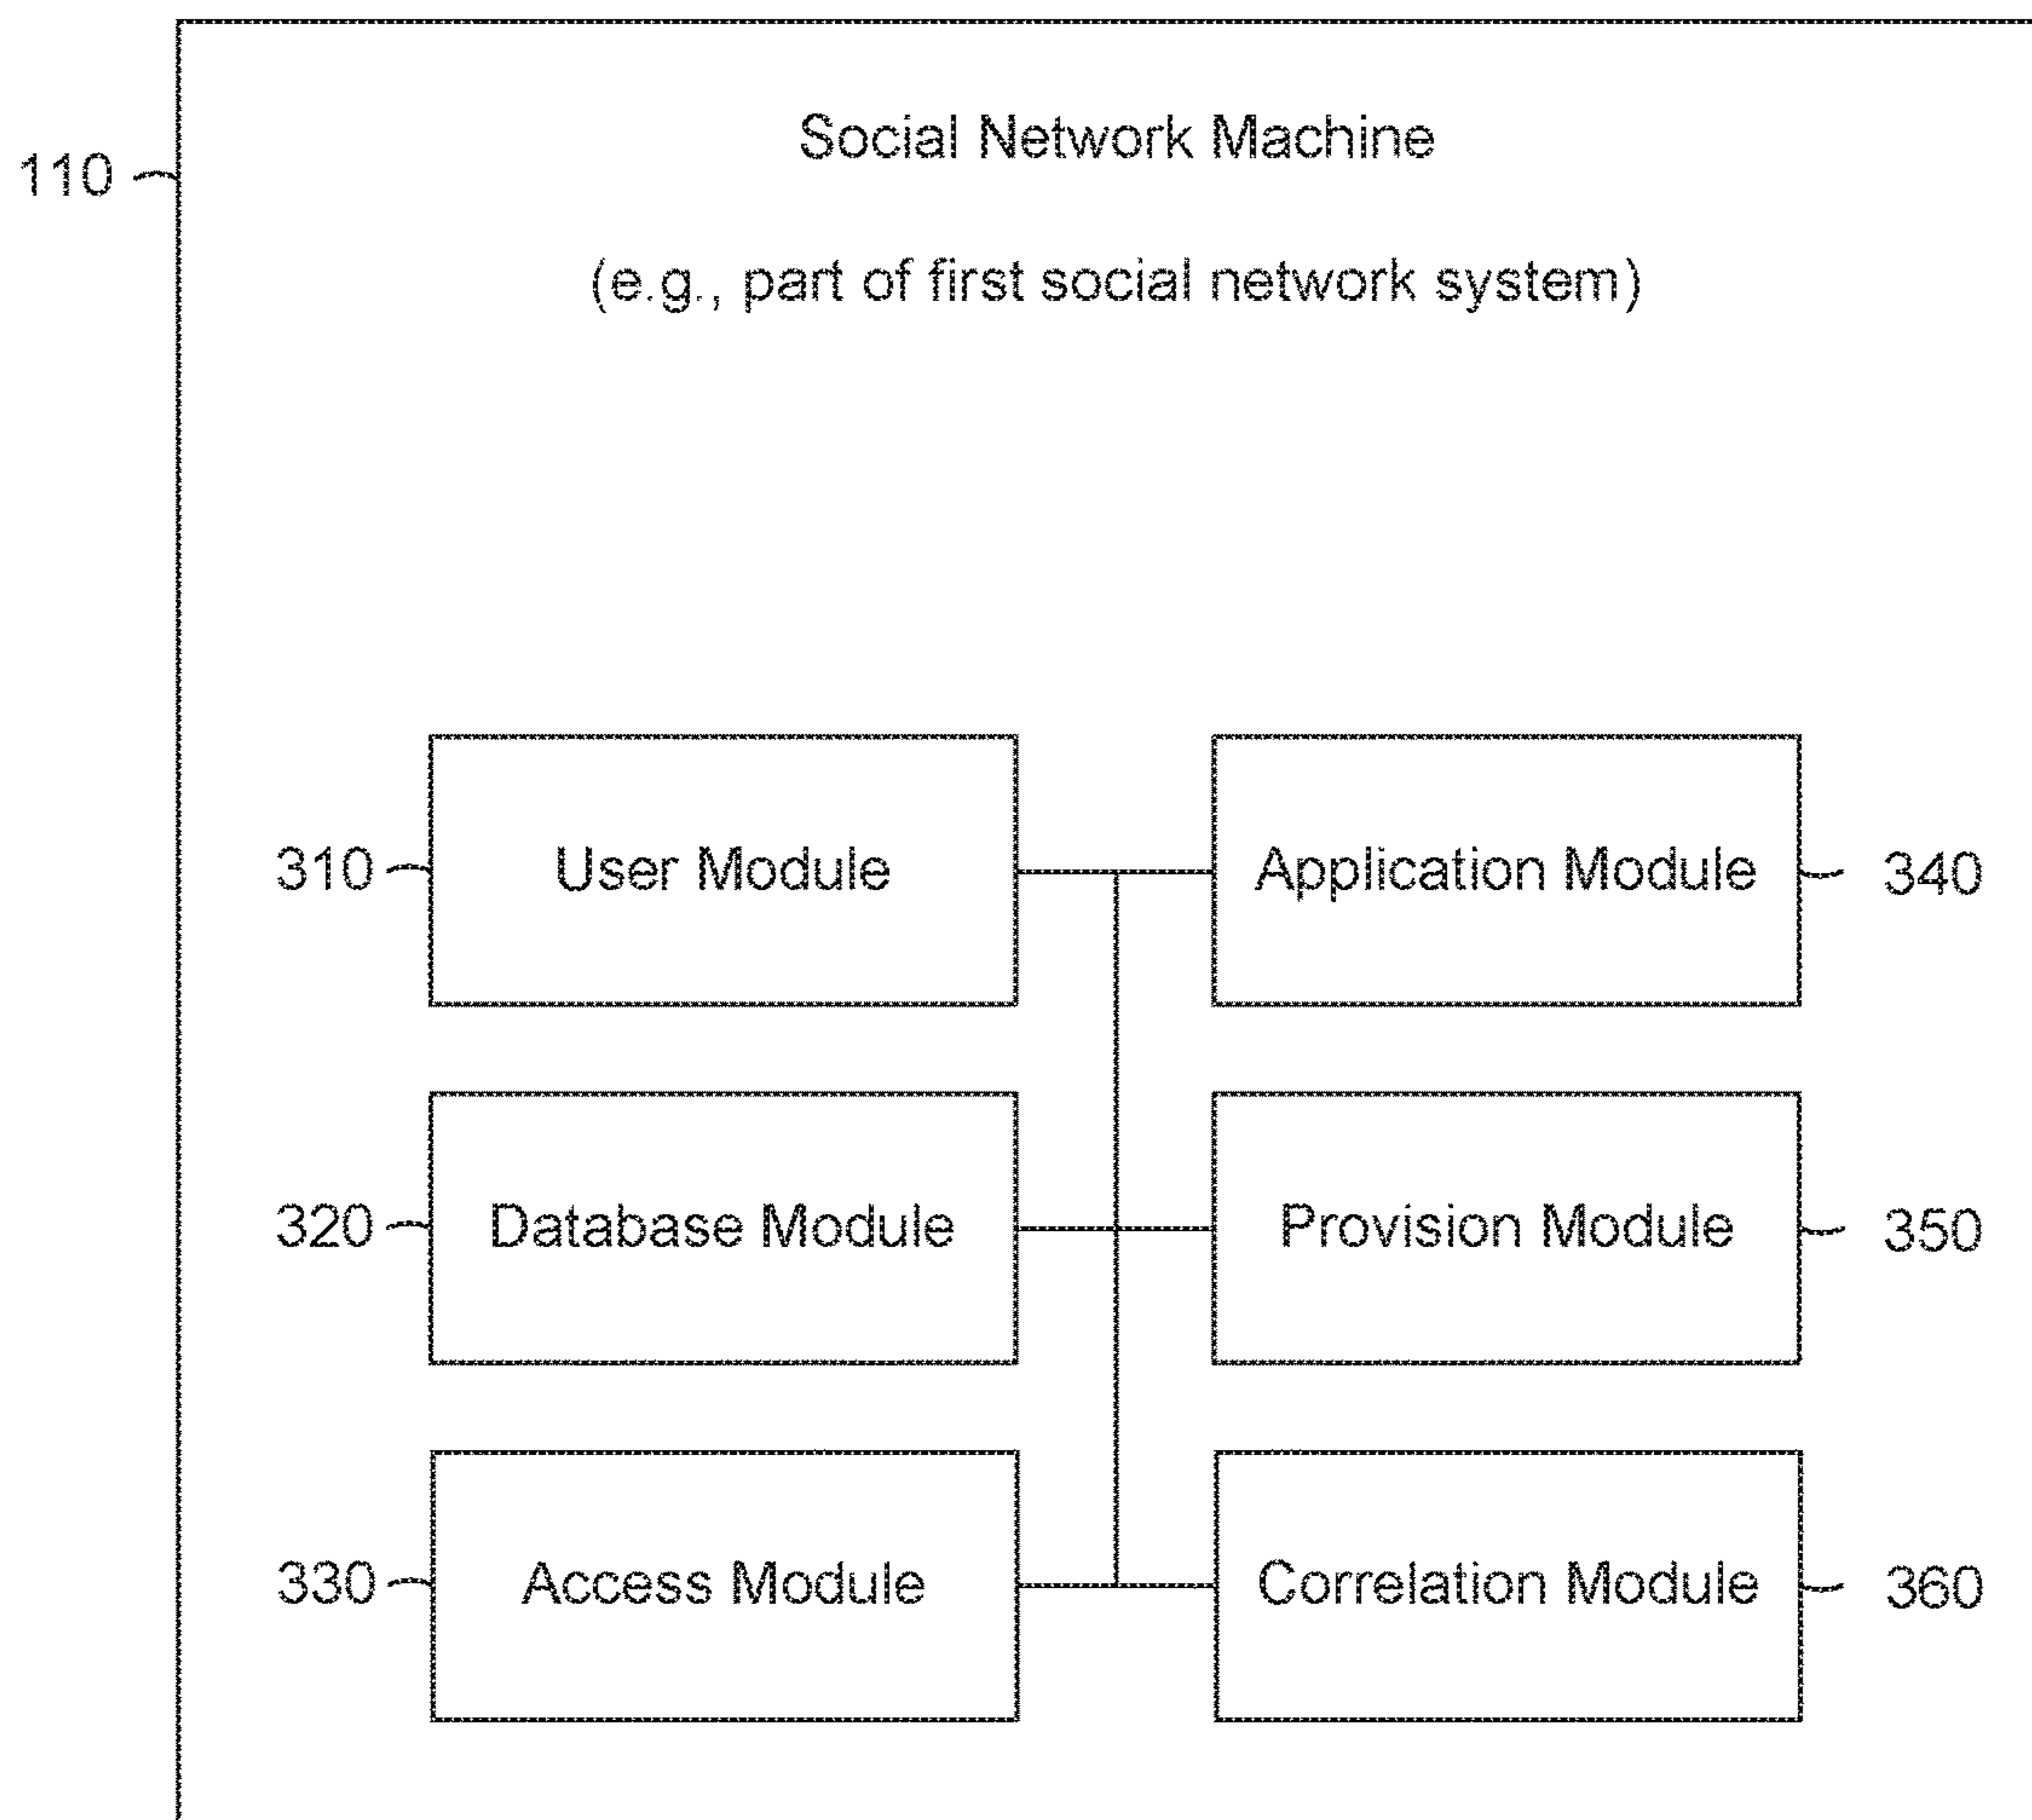 Social Network Machine
110
(e.g., part of first social network system)
310 User Module Application Module 340
320 Database Module Provision Module 350
330 Access Module Correlation Module 360